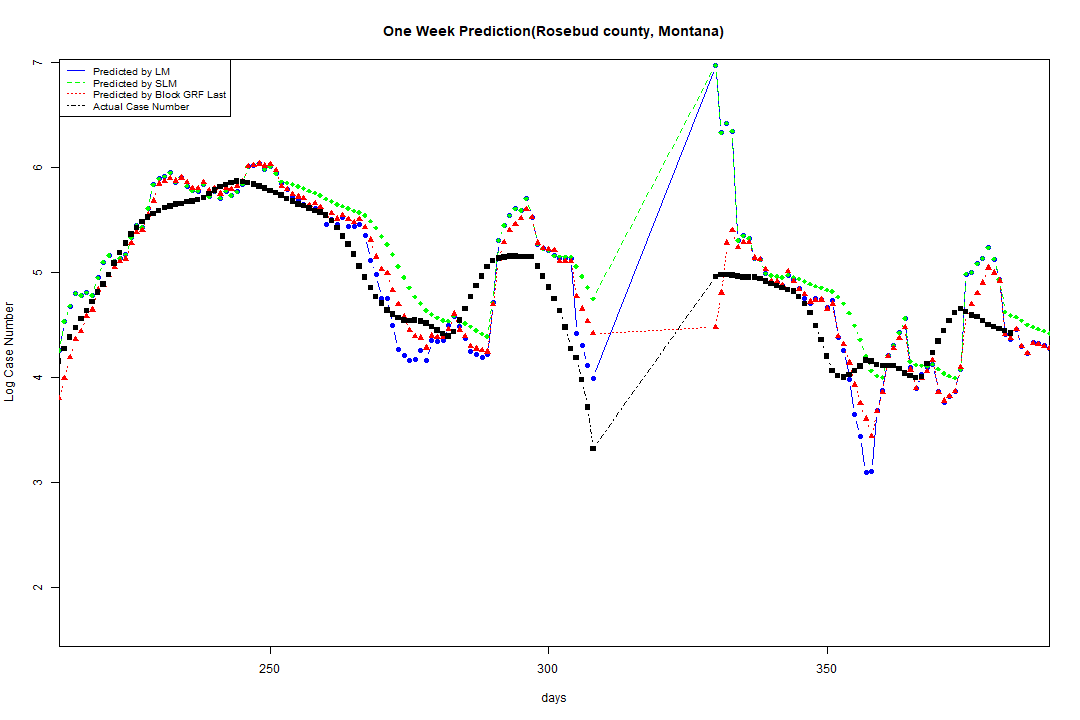 One Week Prediction(Rosebud county, Montana)
Predicted by LM
Predicted by SLM
Predicted by Block GRF Last
Actual Case Number
7
6
5
4
3
2
Log Case Number
250 300 350
days